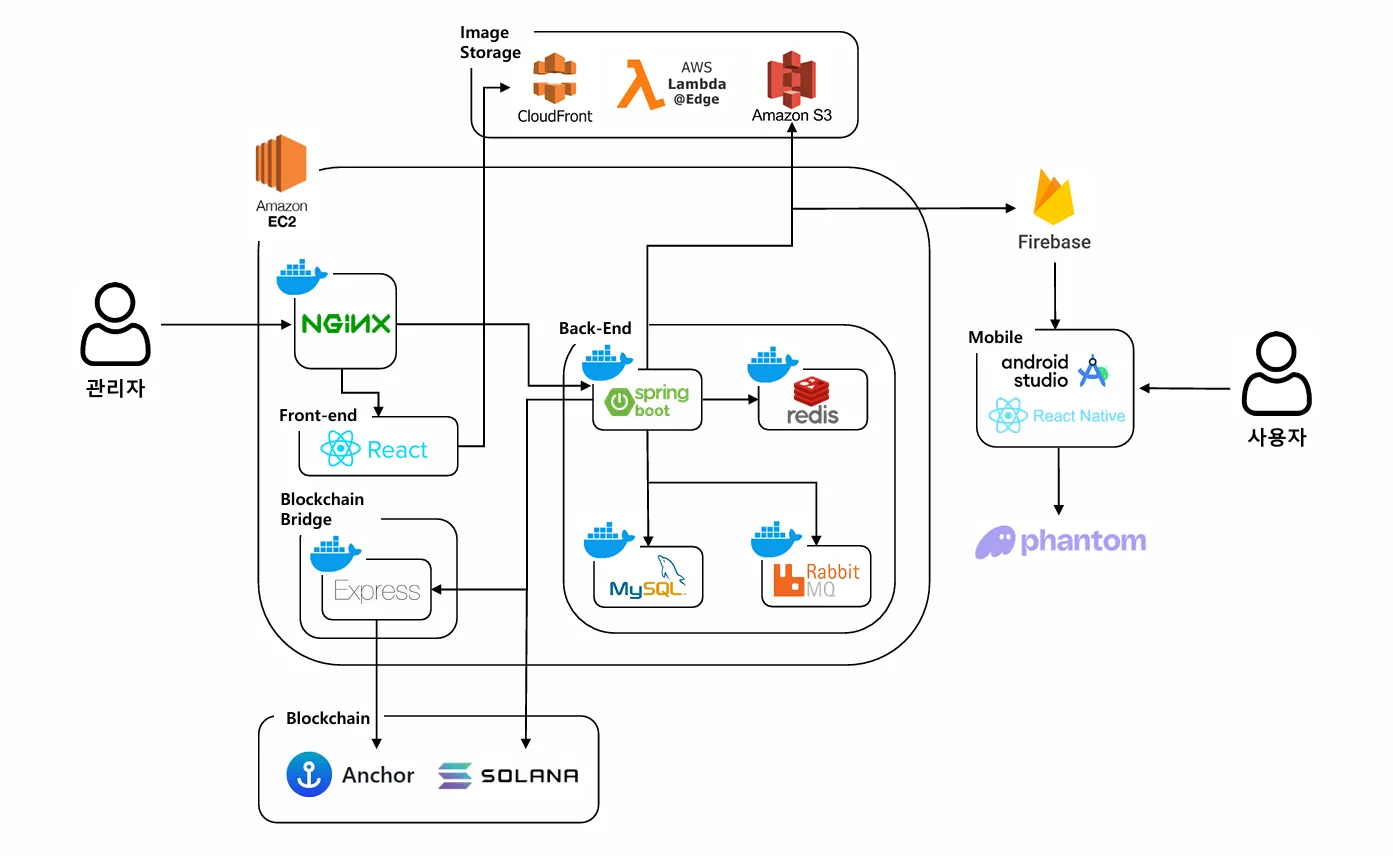 Image
Storage
CloudFront
AWS
Lambda
@Edge
Amazon S3
Amazon
EC2
Firebase
NGINX
관리자
Back-End
spring
boot
redis
Mobile
android
studio
React Native
사용자
Front-end
React
Blockchain
Bridge
Express
MySQL
Rabbit
MQ
phantom
Blockchain
Anchor
SOLANA